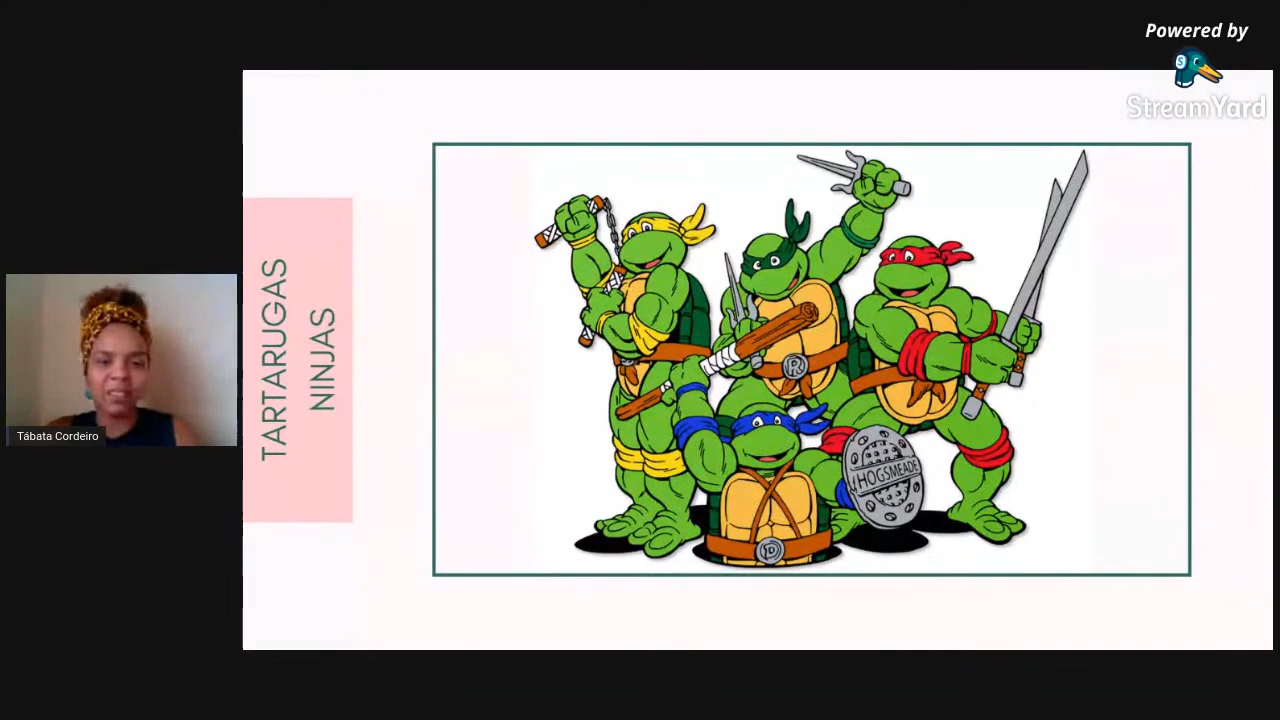 Powered by
StreamYard
TARTARUGAS
NINJAS
Tábata Cordeiro
R
HOGSMEADE
D